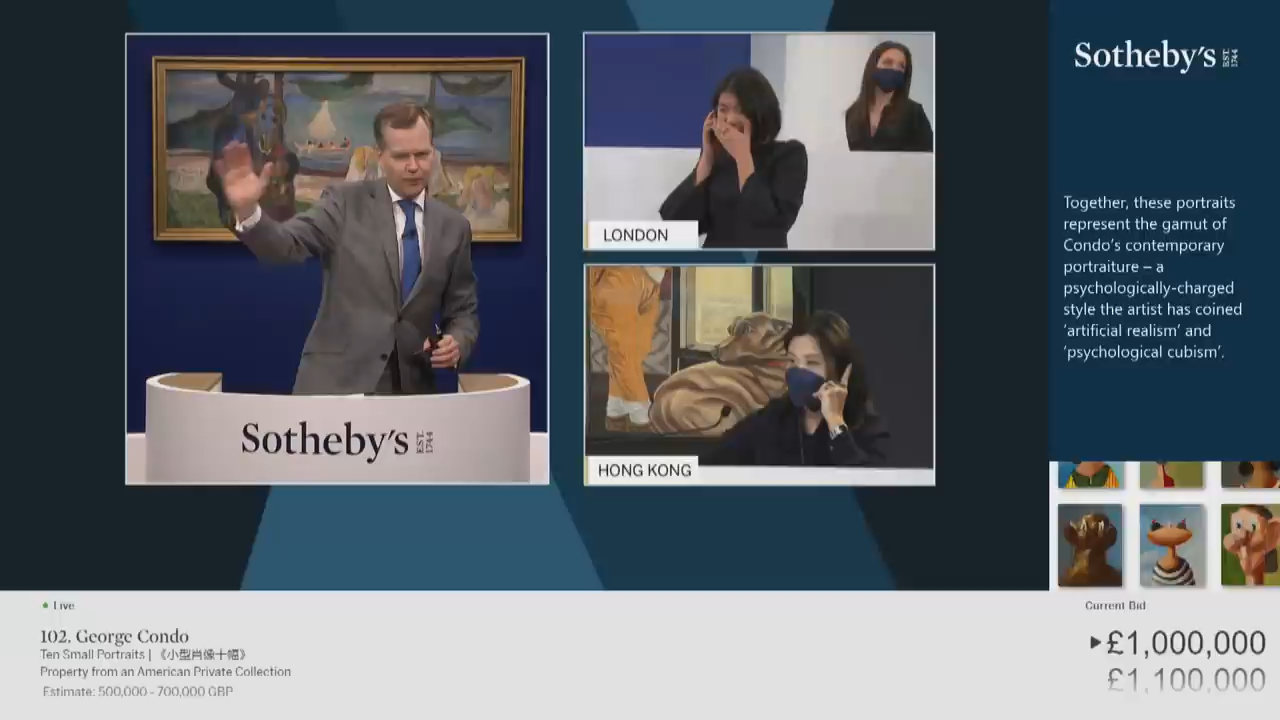 Sotheby's EST. 1744
Together, these portraits
represent the gamut of
Condo's contemporary
portraiture – a
psychologically-charged
style the artist has coined
'artificial realism' and
'psychological cubism'.
LONDON
Sotheby's EST. 1744
HONG KONG
Live
102. George Condo
Ten Small Portraits | 《小型肖像十幅》
Property from an American Private Collection
Estimate: 500,000 - 700,000 GBP
Current Bid
£1,000,000
£1,100,000